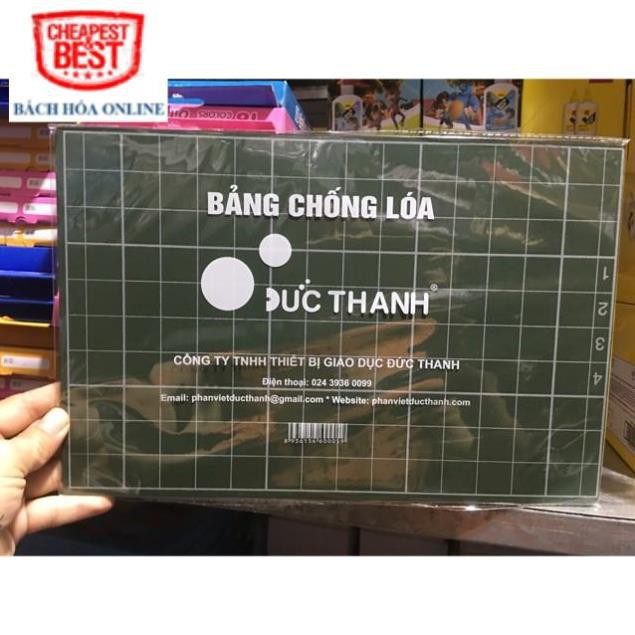 CHEAPEST
&
BEST
BÁCH HÓA ONLINE
BẢNG CHỐNG LÓA
ĐỨC THANH®
CÔNG TY TNHH THIẾT BỊ GIÁO DỤC ĐỨC THANH
Điện thoại: 024 3936 0099
Email: phanvietducthanh@gmail.com * Website: phanvietducthanh.com
1
2
3
4